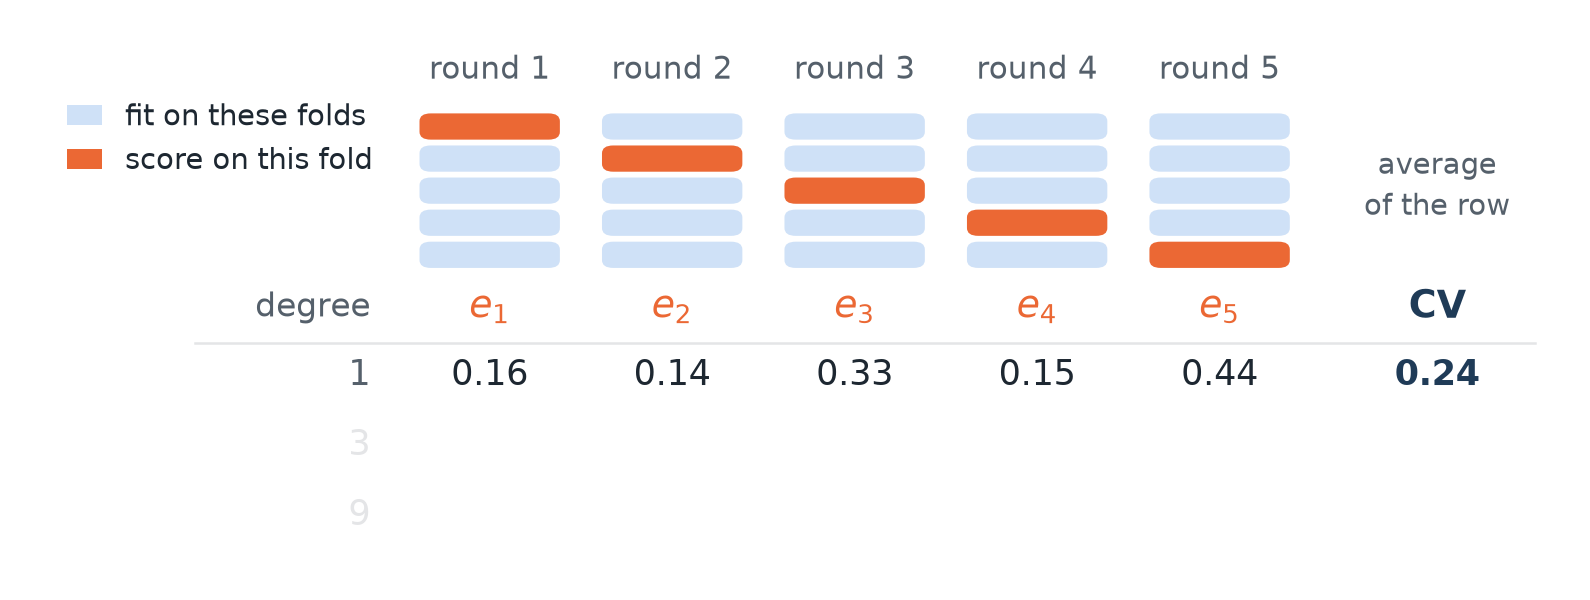 round 1 round 2 round 3 round 4 round 5
fit on these folds
score on this fold
average
of the row
degree e₁ e₂ e₃ e₄ e₅ CV
1 0.16 0.14 0.33 0.15 0.44 0.24
3
9